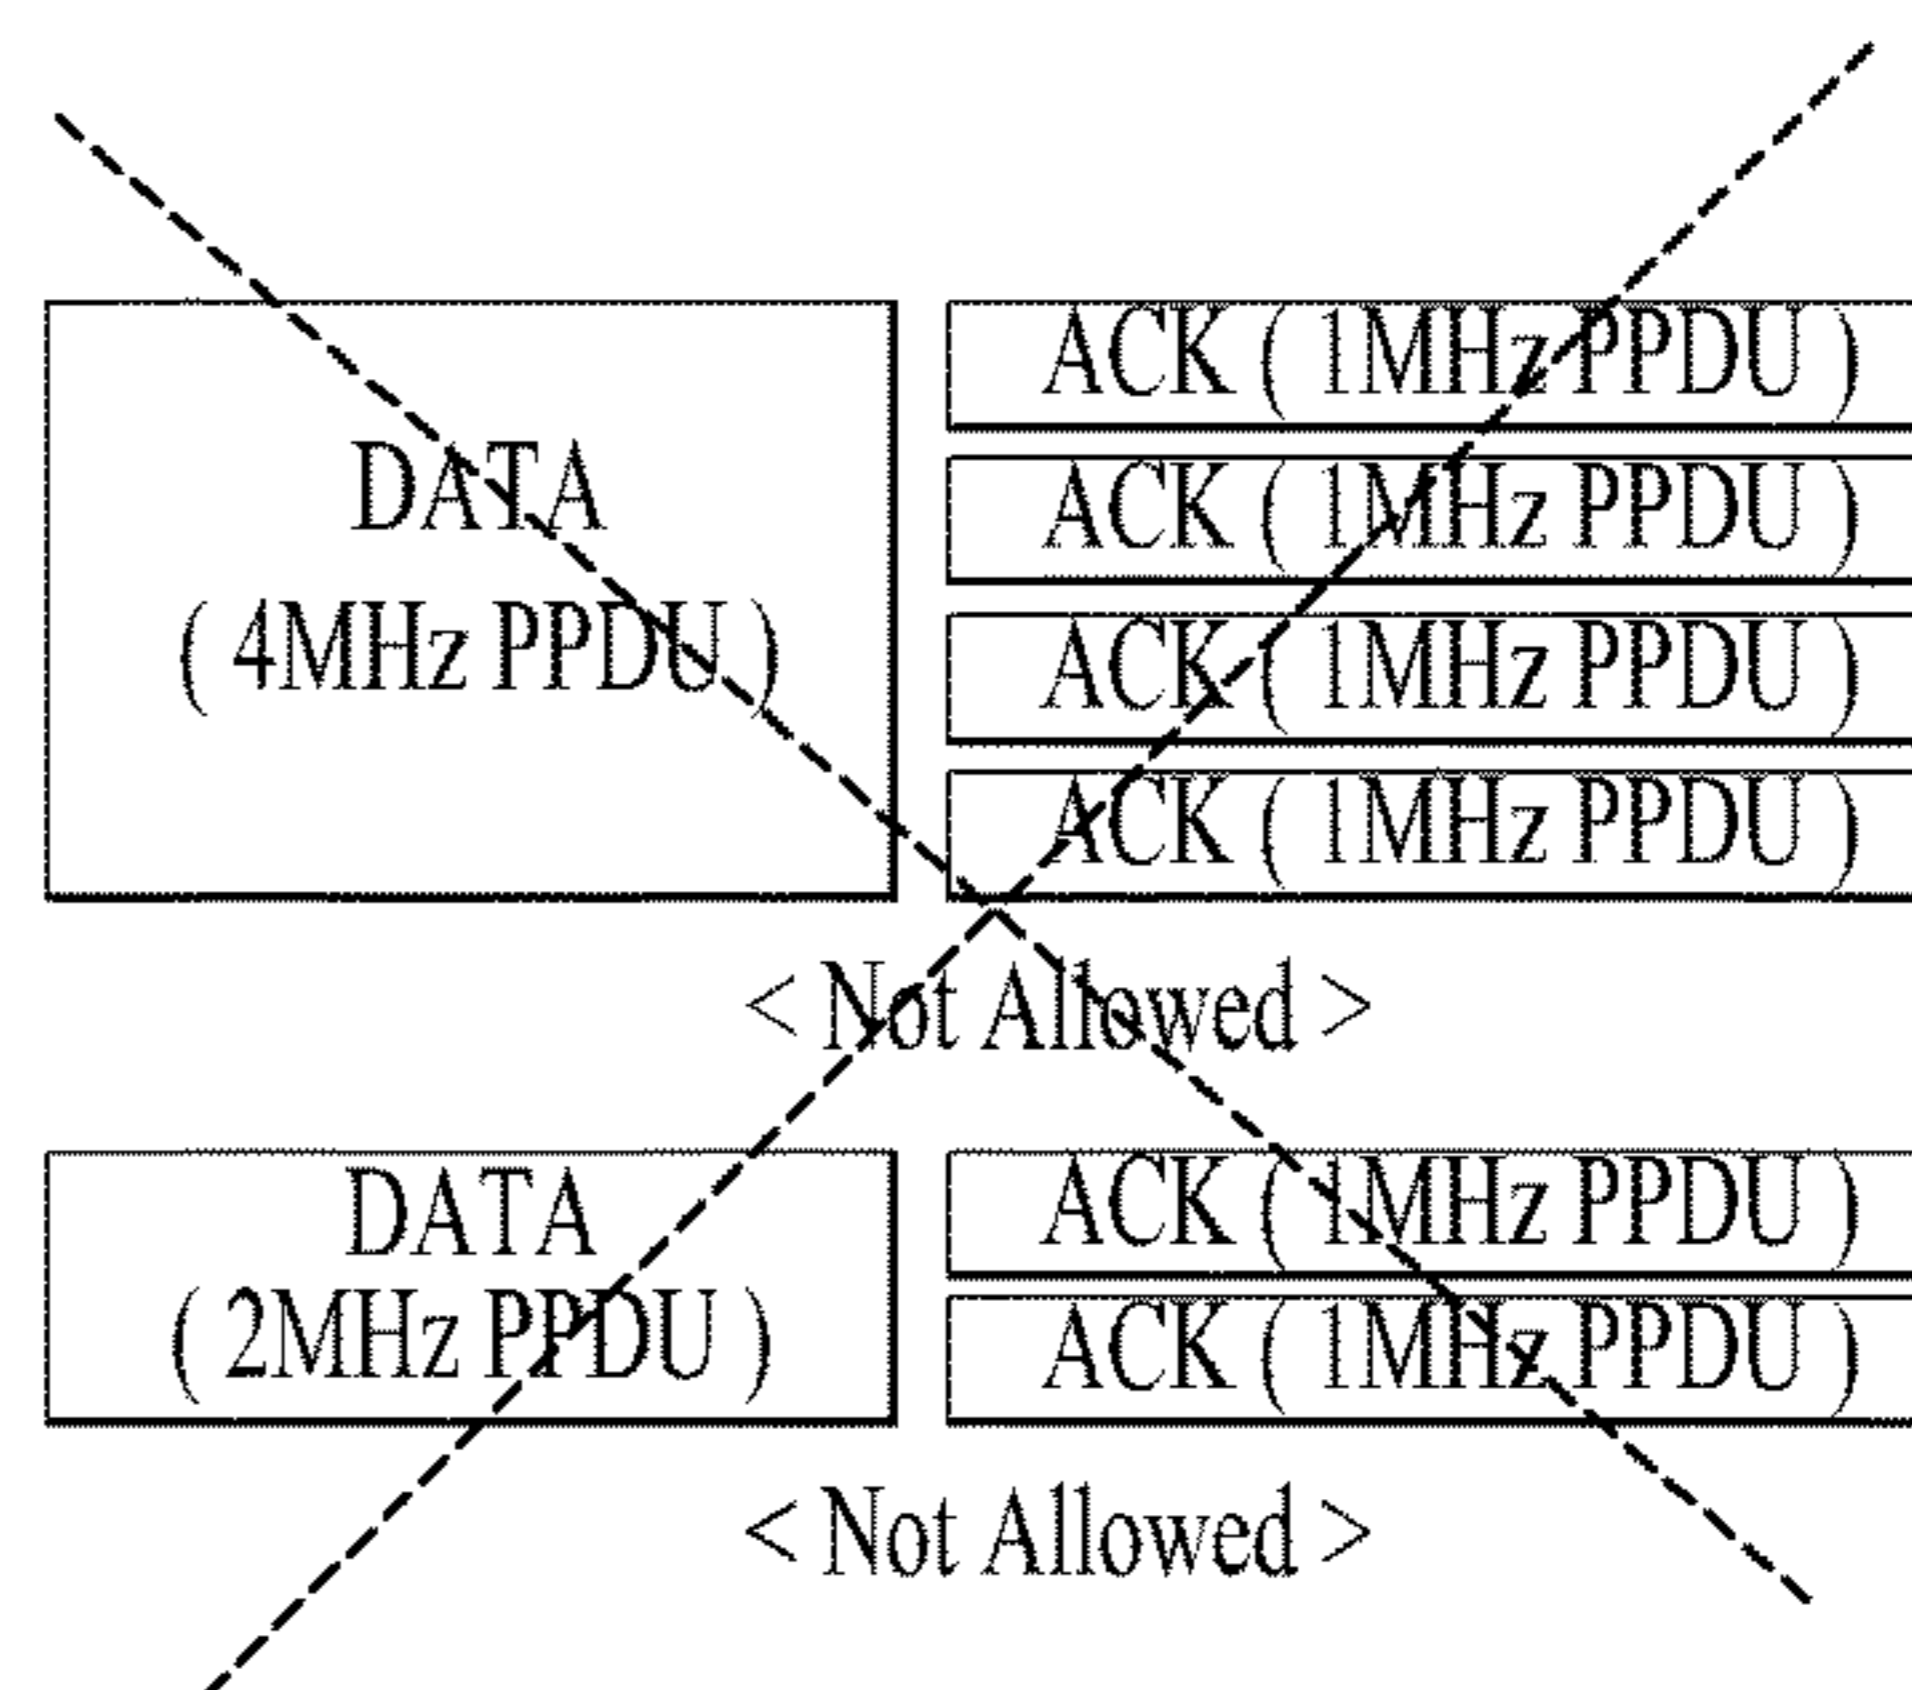 ACK ( 1MHz PPDU )
ACK ( 1MHz PPDU )
DATA
( 4MHz PPDU )
ACK ( 1MHz PPDU )
ACK ( 1MHz PPDU )
< Not Allowed >
DATA
( 2MHz PPDU )
ACK ( 1MHz PPDU )
ACK ( 1MHz PPDU )
< Not Allowed >